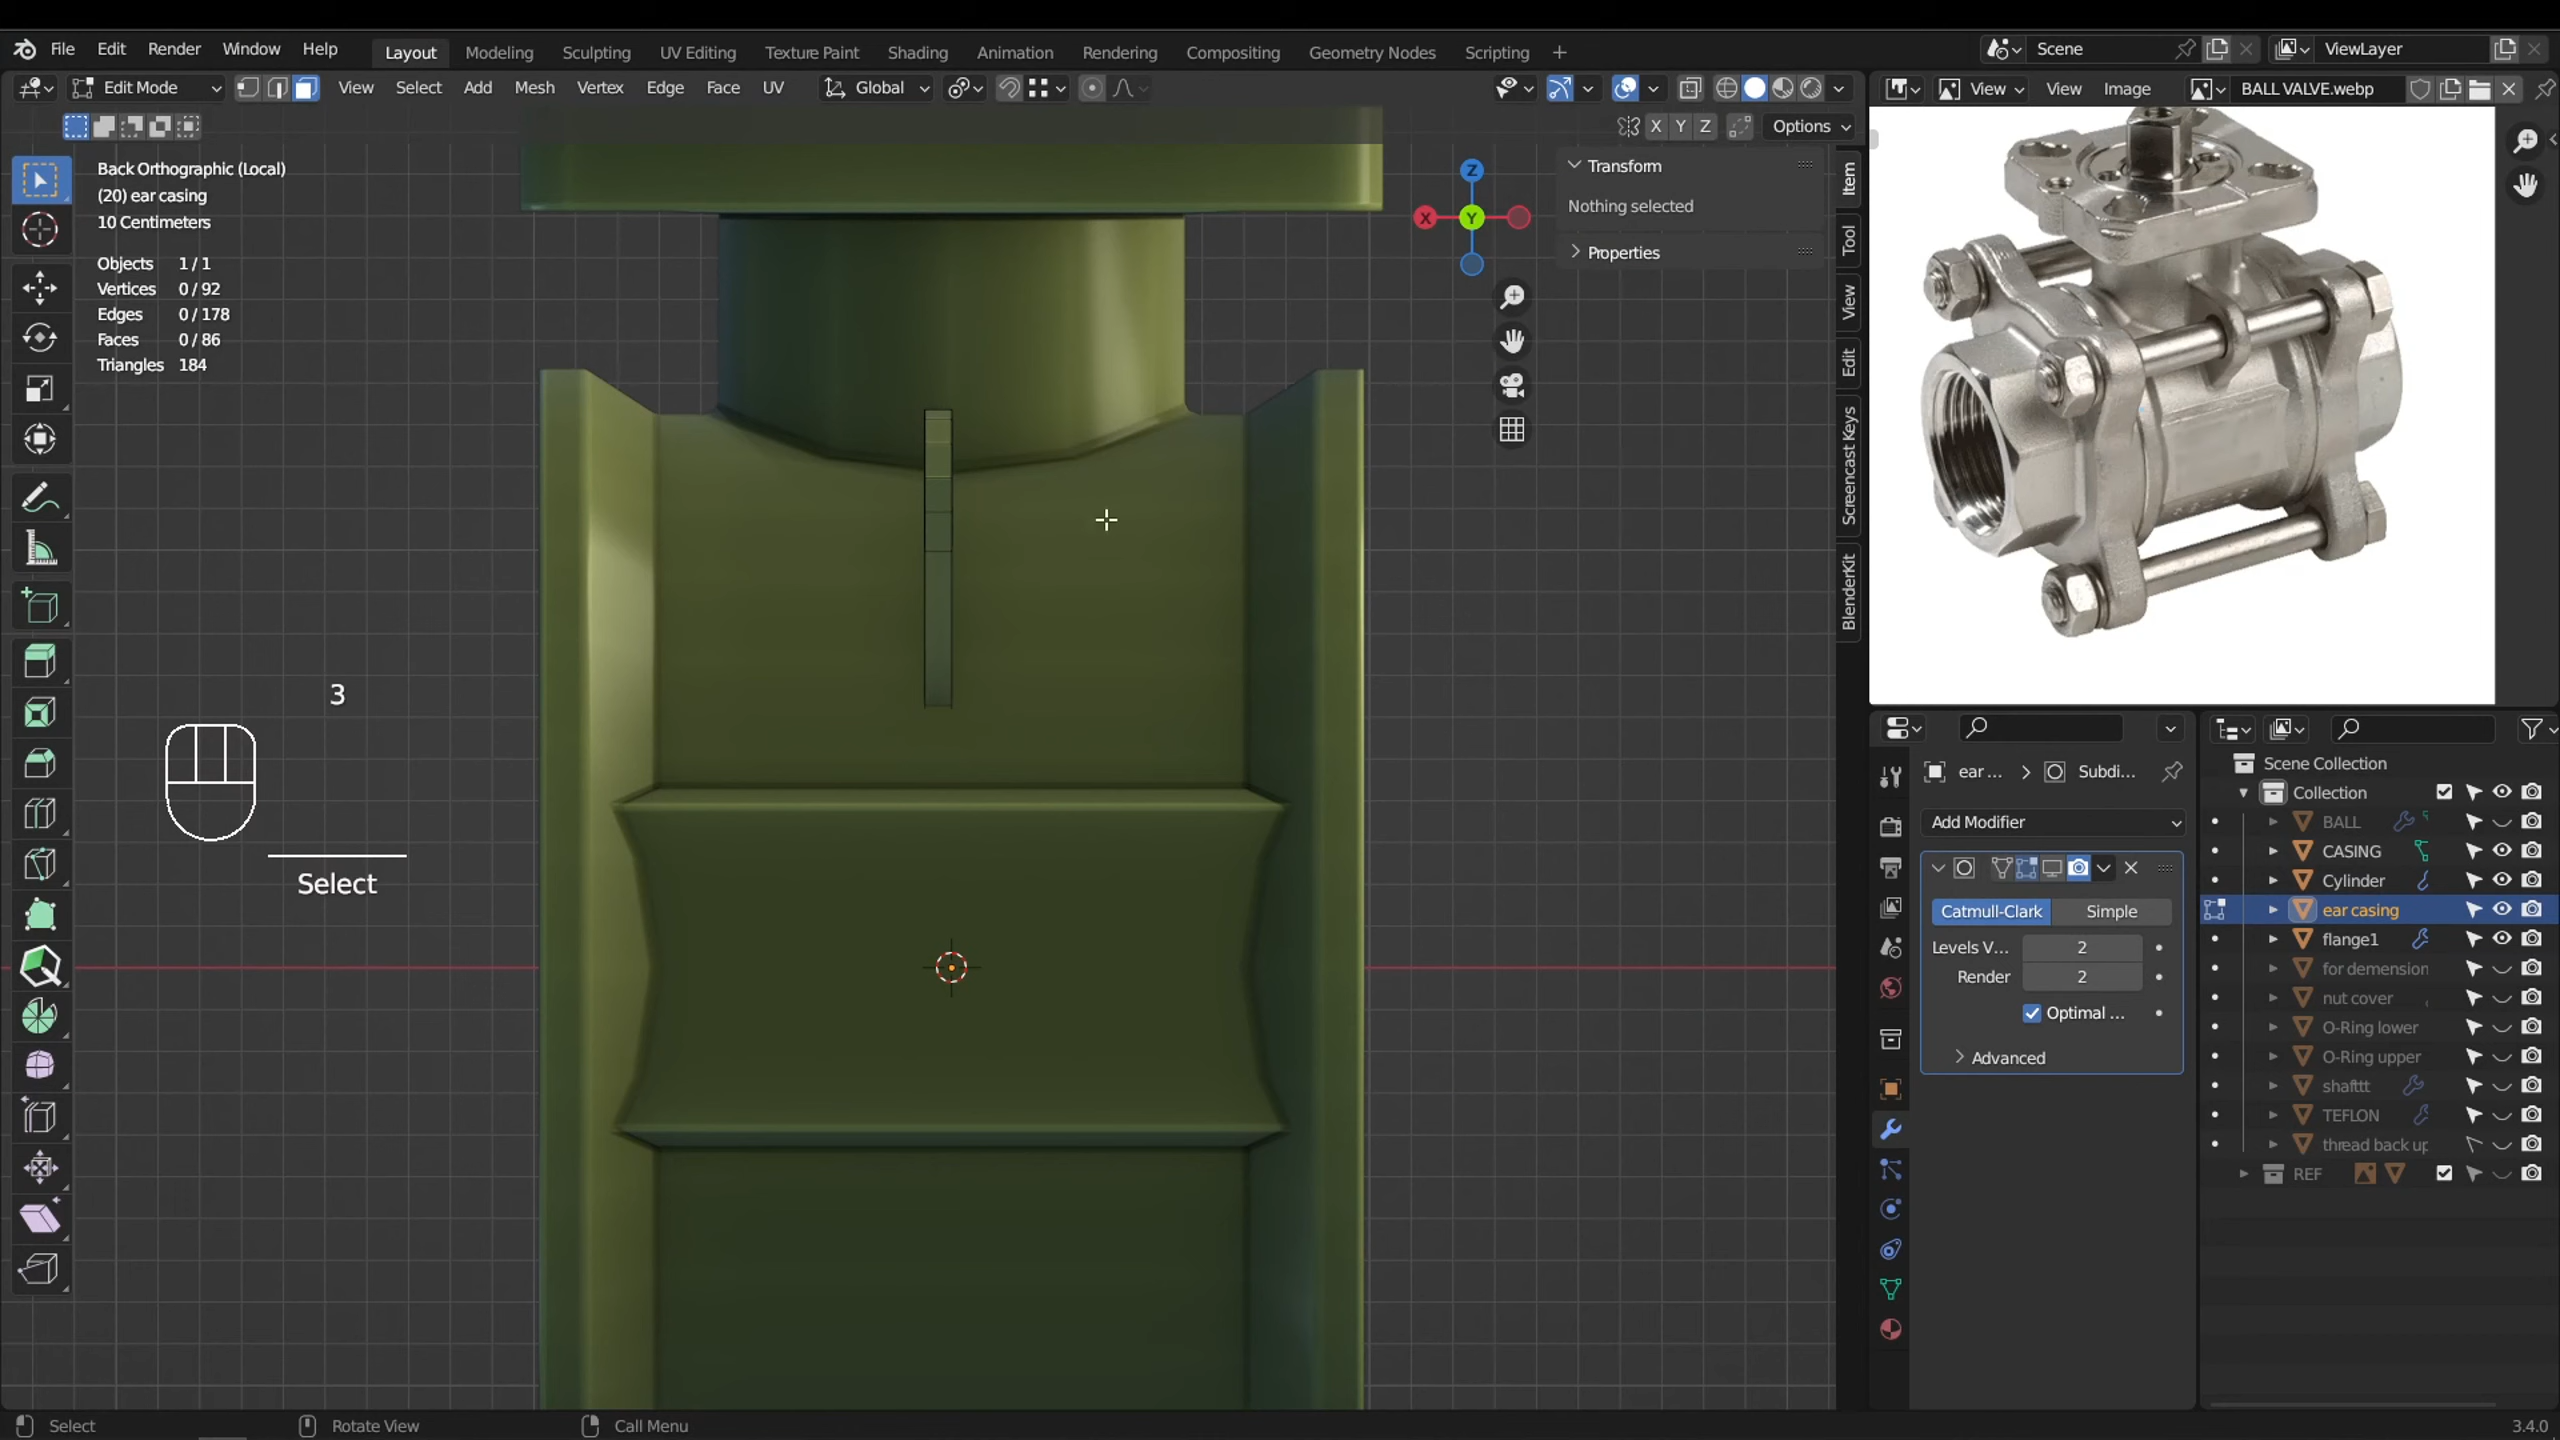 File Edit Render Window Help Layout Modeling Sculpting UV Editing Texture Paint Shading Animation Rendering Compositing Geometry Nodes Scripting Scene ViewLayer
Edit Mode View Select Add Mesh Vertex Edge Face UV Global View View Image BALL VALVE.webp
X Y Z Options
Back Orthographic (Local)
(20) ear casing
10 Centimeters
Objects 1/1
Vertices 0/92
Edges 0/178
Faces 0/86
Triangles 184
Z
X Y
Transform
Nothing selected
Properties
Item
Tool
View
Edit
Screencast Keys
BlenderKit
3
Select
ear ... Subdi...
Add Modifier
Catmull-Clark Simple
Levels V... 2
Render 2
Optimal ...
Advanced
Scene Collection
Collection
BALL
CASING
Cylinder
ear casing
flange1
for demension
nut cover
O-Ring lower
O-Ring upper
shafttt
TEFLON
thread back up
REF
Select Rotate View Call Menu 3.4.0